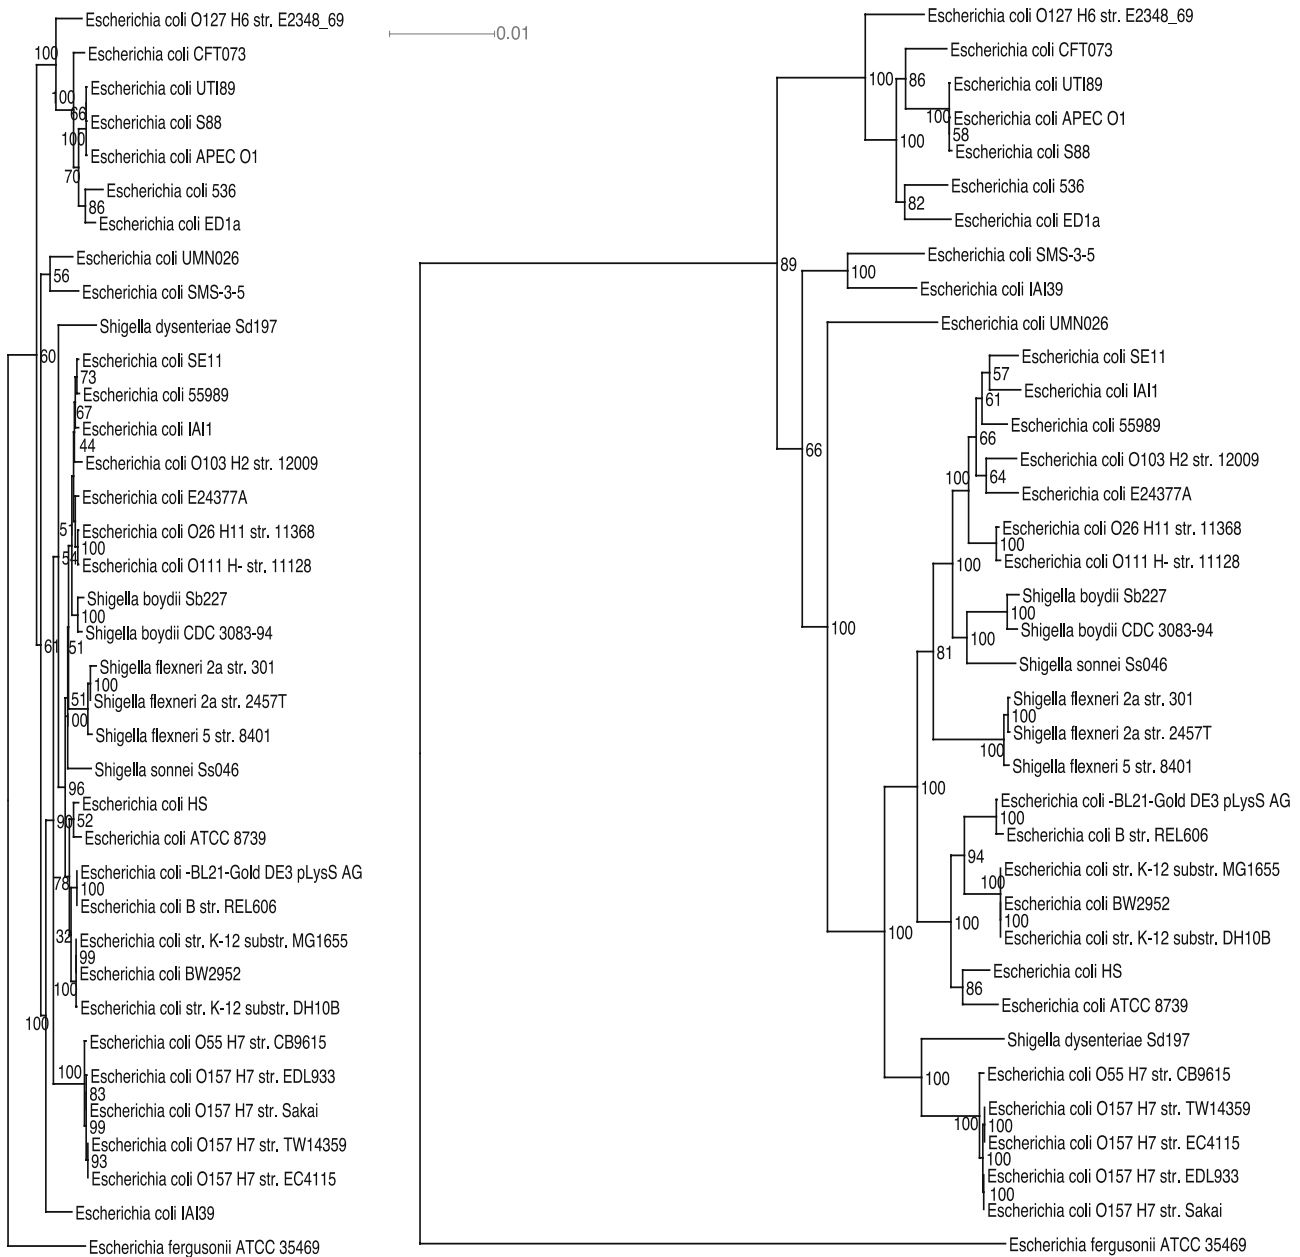 Escherichia coli O127 H6 str. E2348_69
100
Escherichia coli CFT073
100
Escherichia coli UTI89
66
Escherichia coli S88
100
Escherichia coli APEC O1
70
Escherichia coli 536
86
Escherichia coli ED1a
Escherichia coli UMN026
56
Escherichia coli SMS-3-5
Shigella dysenteriae Sd197
60
Escherichia coli SE11
73
Escherichia coli 55989
67
Escherichia coli IAI1
44
Escherichia coli O103 H2 str. 12009
Escherichia coli E24377A
51
Escherichia coli O26 H11 str. 11368
100
54
Escherichia coli O111 H- str. 11128
Shigella boydii Sb227
100
Shigella boydii CDC 3083-94
61
51
Shigella flexneri 2a str. 301
100
51
Shigella flexneri 2a str. 2457T
100
Shigella flexneri 5 str. 8401
Shigella sonnei Ss046
96
Escherichia coli HS
90
52
Escherichia coli ATCC 8739
Escherichia coli -BL21-Gold DE3 pLysS AG
78
100
Escherichia coli B str. REL606
32
Escherichia coli str. K-12 substr. MG1655
99
Escherichia coli BW2952
100
Escherichia coli str. K-12 substr. DH10B
100
Escherichia coli O55 H7 str. CB9615
100
Escherichia coli O157 H7 str. EDL933
83
Escherichia coli O157 H7 str. Sakai
99
Escherichia coli O157 H7 str. TW14359
93
Escherichia coli O157 H7 str. EC4115
Escherichia coli IAI39
Escherichia fergusonii ATCC 35469
0.01
Escherichia coli O127 H6 str. E2348_69
100
Escherichia coli CFT073
86
Escherichia coli UTI89
100
Escherichia coli APEC O1
58
100
Escherichia coli S88
Escherichia coli 536
82
Escherichia coli ED1a
89
Escherichia coli SMS-3-5
100
Escherichia coli IAI39
Escherichia coli UMN026
66
Escherichia coli SE11
57
Escherichia coli IAI1
61
Escherichia coli 55989
66
Escherichia coli O103 H2 str. 12009
100
64
Escherichia coli E24377A
Escherichia coli O26 H11 str. 11368
100
Escherichia coli O111 H- str. 11128
100
Shigella boydii Sb227
100
Shigella boydii CDC 3083-94
100
100
81
Shigella sonnei Ss046
Shigella flexneri 2a str. 301
100
Shigella flexneri 2a str. 2457T
100
Shigella flexneri 5 str. 8401
100
Escherichia coli -BL21-Gold DE3 pLysS AG
100
Escherichia coli B str. REL606
94
Escherichia coli str. K-12 substr. MG1655
100
Escherichia coli BW2952
100
100
Escherichia coli str. K-12 substr. DH10B
100
Escherichia coli HS
86
Escherichia coli ATCC 8739
Shigella dysenteriae Sd197
100
Escherichia coli O55 H7 str. CB9615
Escherichia coli O157 H7 str. TW14359
100
100
Escherichia coli O157 H7 str. EC4115
100
Escherichia coli O157 H7 str. EDL933
100
Escherichia coli O157 H7 str. Sakai
Escherichia fergusonii ATCC 35469